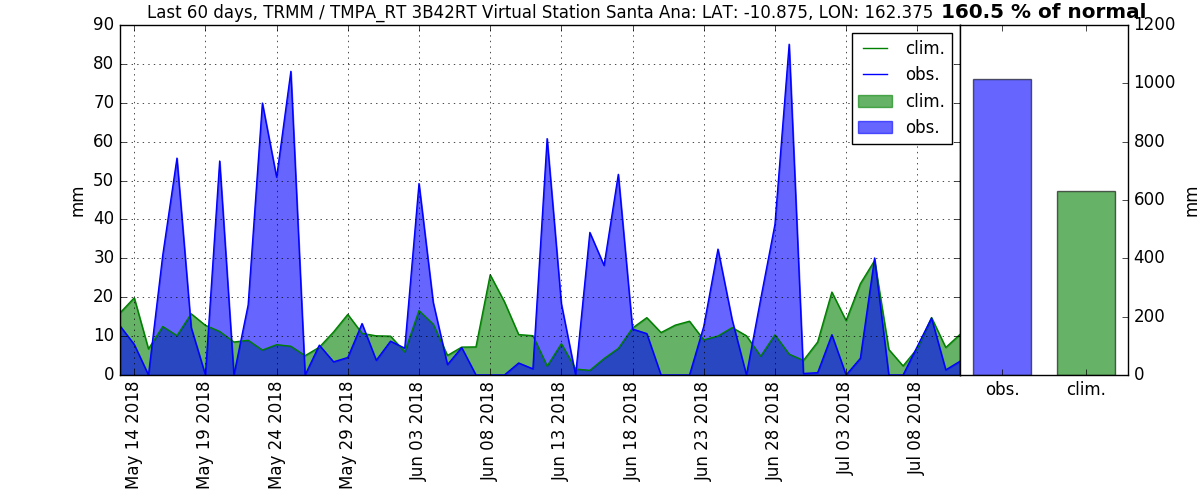 Last 60 days, TRMM / TMPA_RT 3B42RT Virtual Station Santa Ana: LAT: -10.875, LON: 162.375 160.5 % of normal
90
80
70
60
50
40
30
20
10
0
mm
clim.
obs.
clim.
obs.
1200
1000
800
600
400
200
0
mm
May 14 2018
May 19 2018
May 24 2018
May 29 2018
Jun 03 2018
Jun 08 2018
Jun 13 2018
Jun 18 2018
Jun 23 2018
Jun 28 2018
Jul 03 2018
Jul 08 2018
obs.
clim.